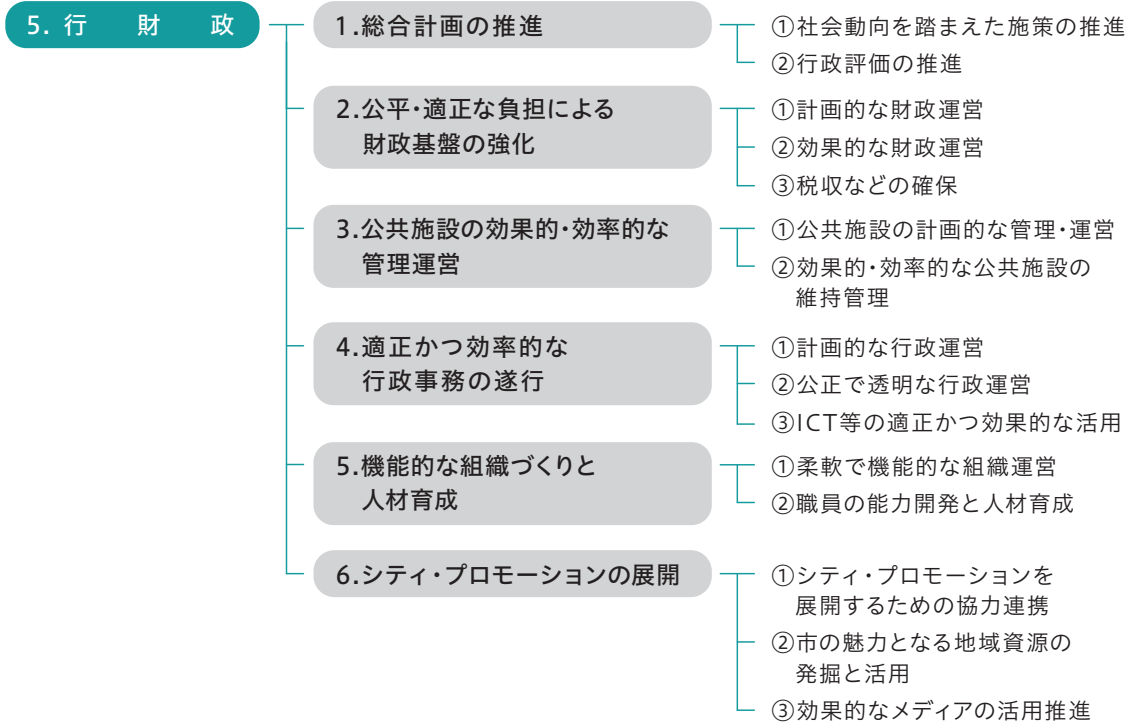 5. 行 財 政
1.総合計画の推進
①社会動向を踏まえた施策の推進
②行政評価の推進
2.公平・適正な負担による
財政基盤の強化
①計画的な財政運営
②効果的な財政運営
③税収などの確保
3.公共施設の効果的・効率的な
管理運営
①公共施設の計画的な管理・運営
②効果的・効率的な公共施設の
維持管理
4.適正かつ効率的な
行政事務の遂行
①計画的な行政運営
②公正で透明な行政運営
③ICT等の適正かつ効果的な活用
5.機能的な組織づくりと
人材育成
①柔軟で機能的な組織運営
②職員の能力開発と人材育成
6.シティ・プロモーションの展開
①シティ・プロモーションを
展開するための協力連携
②市の魅力となる地域資源の
発掘と活用
③効果的なメディアの活用推進